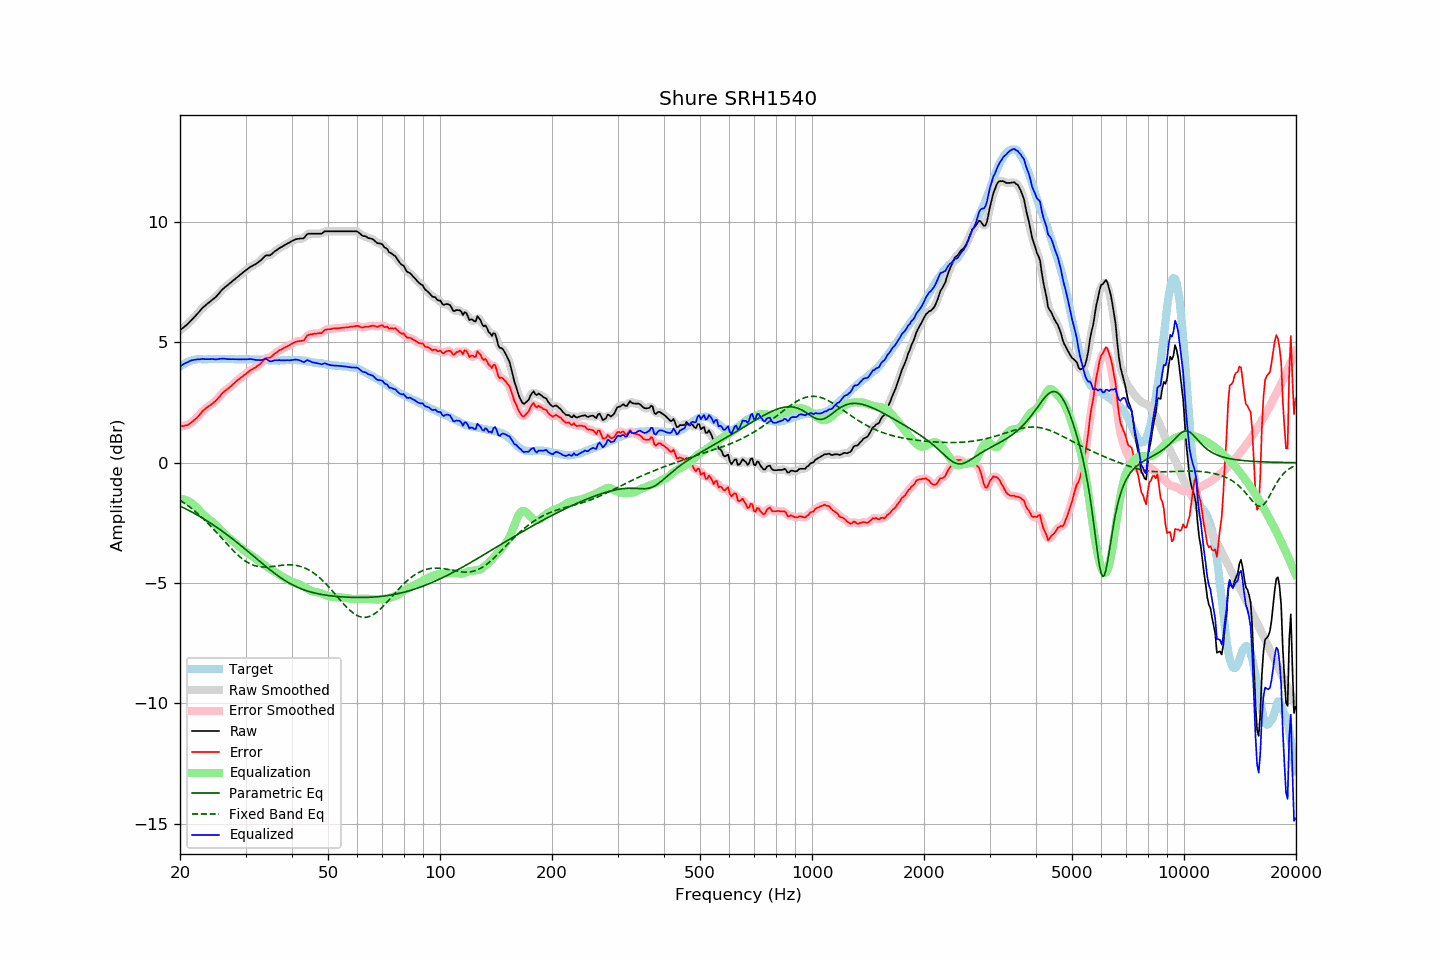 Shure SRH1540
Amplitude (dBr)
10
5
0
−5
−10
−15
Target
Raw Smoothed
Error Smoothed
Raw
Error
Equalization
Parametric Eq
Fixed Band Eq
Equalized
20 50 100 200 500 1000 2000 5000 10000 20000
Frequency (Hz)